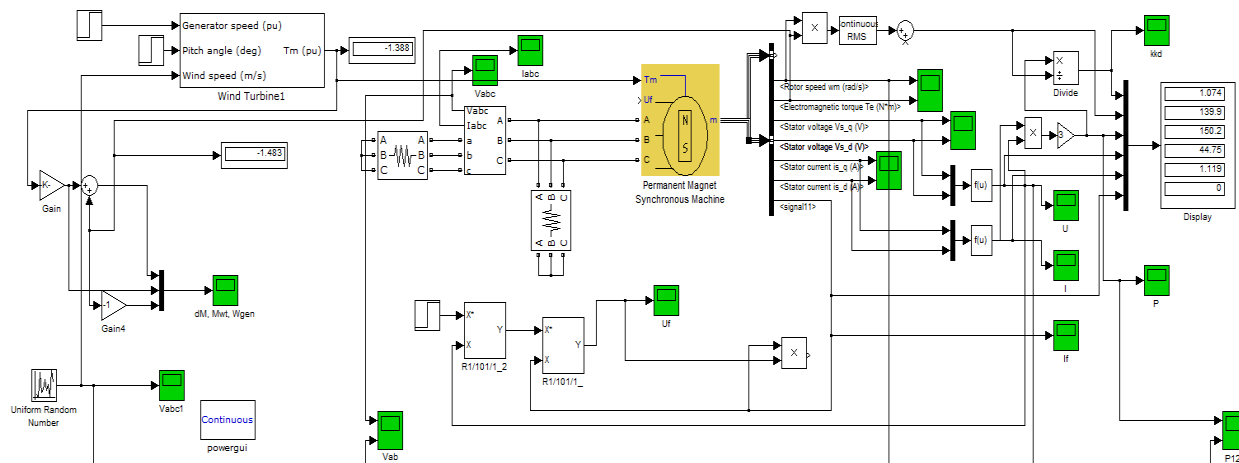 Generator speed (pu)
Pitch angle (deg)
Wind speed (m/s)
Tm (pu)
Wind Turbine1
-1.388
-1.483
K-
Gain
-1
Gain4
dM, Mwt, Wgen
Uniform Random
Number
Vabc1
Continuous
powergui
Vab
Vabc
Iabc
Vabc
Iabc
A
B
C
a
b
c
A
B
C
A
b
C
A
B
C
A
B
C
Tm
Uf
A
B
C
m
N
S
Permanent Magnet
Synchronous Machine
<Rotor speed wm (rad/s)>
<Electromagnetic torque Te (N*m)>
<Stator voltage Vs_q (V)>
<Stator voltage Vs_d (V)>
<Stator current is_q (A)>
<Stator current is_d (A)>
<signal11>
X
ontinuous
RMS
X
X
÷
Divide
kkd
X
3
f(u)
f(u)
U
I
P
If
1.074
139.9
150.2
44.75
1.119
0
Display
X*
X
Y
R1/101/1_2
X*
X
Y
R1/101/1_
Uf
X
P12